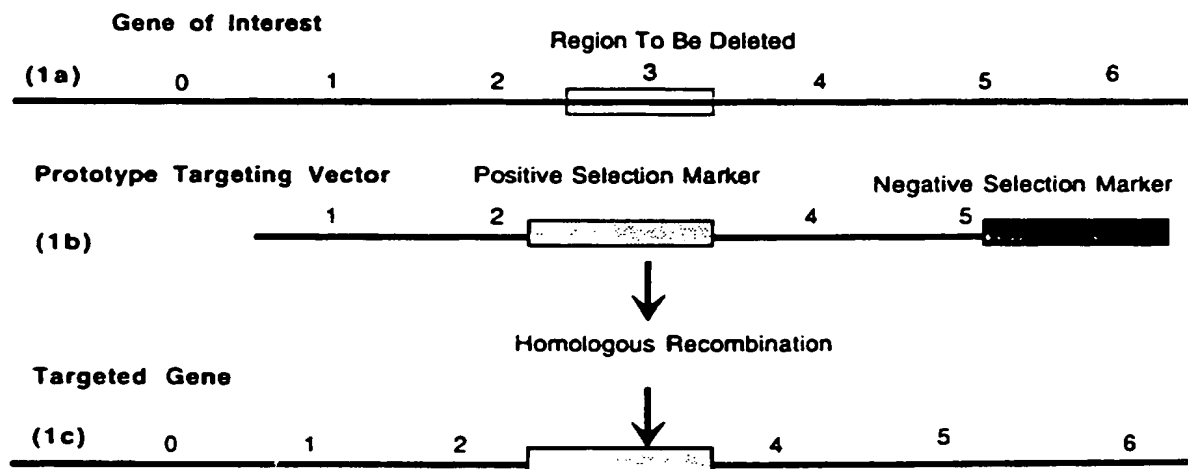 Gene of Interest
Region To Be Deleted
(1a) 0 1 2 3 4 5 6
Prototype Targeting Vector
Positive Selection Marker
Negative Selection Marker
(1b) 1 2 4 5
Homologous Recombination
Targeted Gene
(1c) 0 1 2 4 5 6